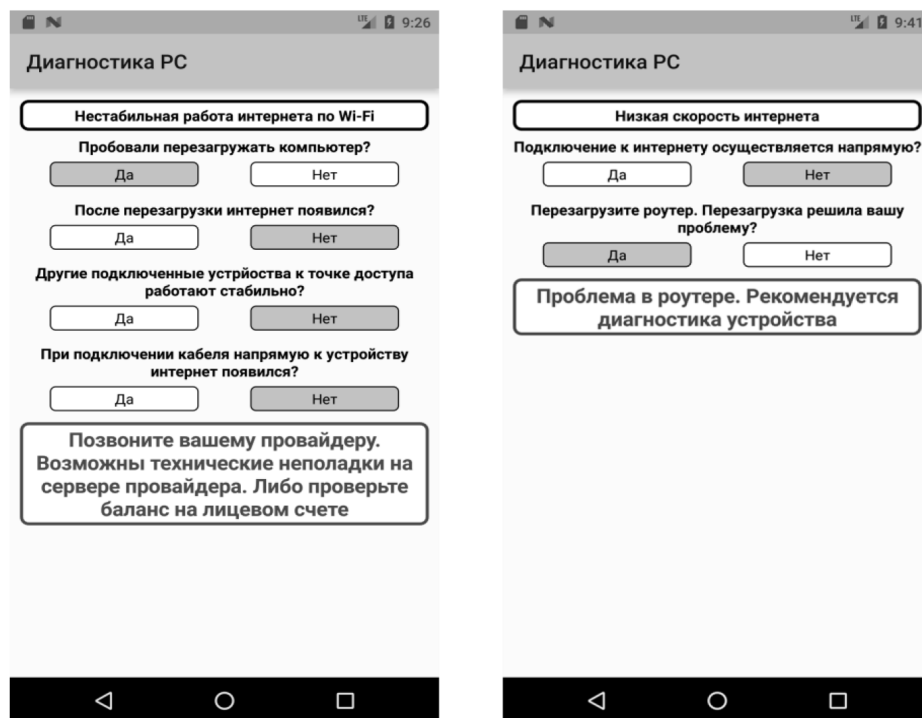 LTE 9:26
Диагностика PC
Нестабильная работа интернета по Wi-Fi
Пробовали перезагружать компьютер?
Да Нет
После перезагрузки интернет появился?
Да Нет
Другие подключенные устрйоства к точке доступа
работают стабильно?
Да Нет
При подключении кабеля напрямую к устройству
интернет появился?
Да Нет
Позвоните вашему провайдеру.
Возможны технические неполадки на
сервере провайдера. Либо проверьте
баланс на лицевом счете
LTE 9:41
Диагностика PC
Низкая скорость интернета
Подключение к интернету осуществляется напрямую?
Да Нет
Перезагрузите роутер. Перезагрузка решила вашу
проблему?
Да Нет
Проблема в роутере. Рекомендуется
диагностика устройства